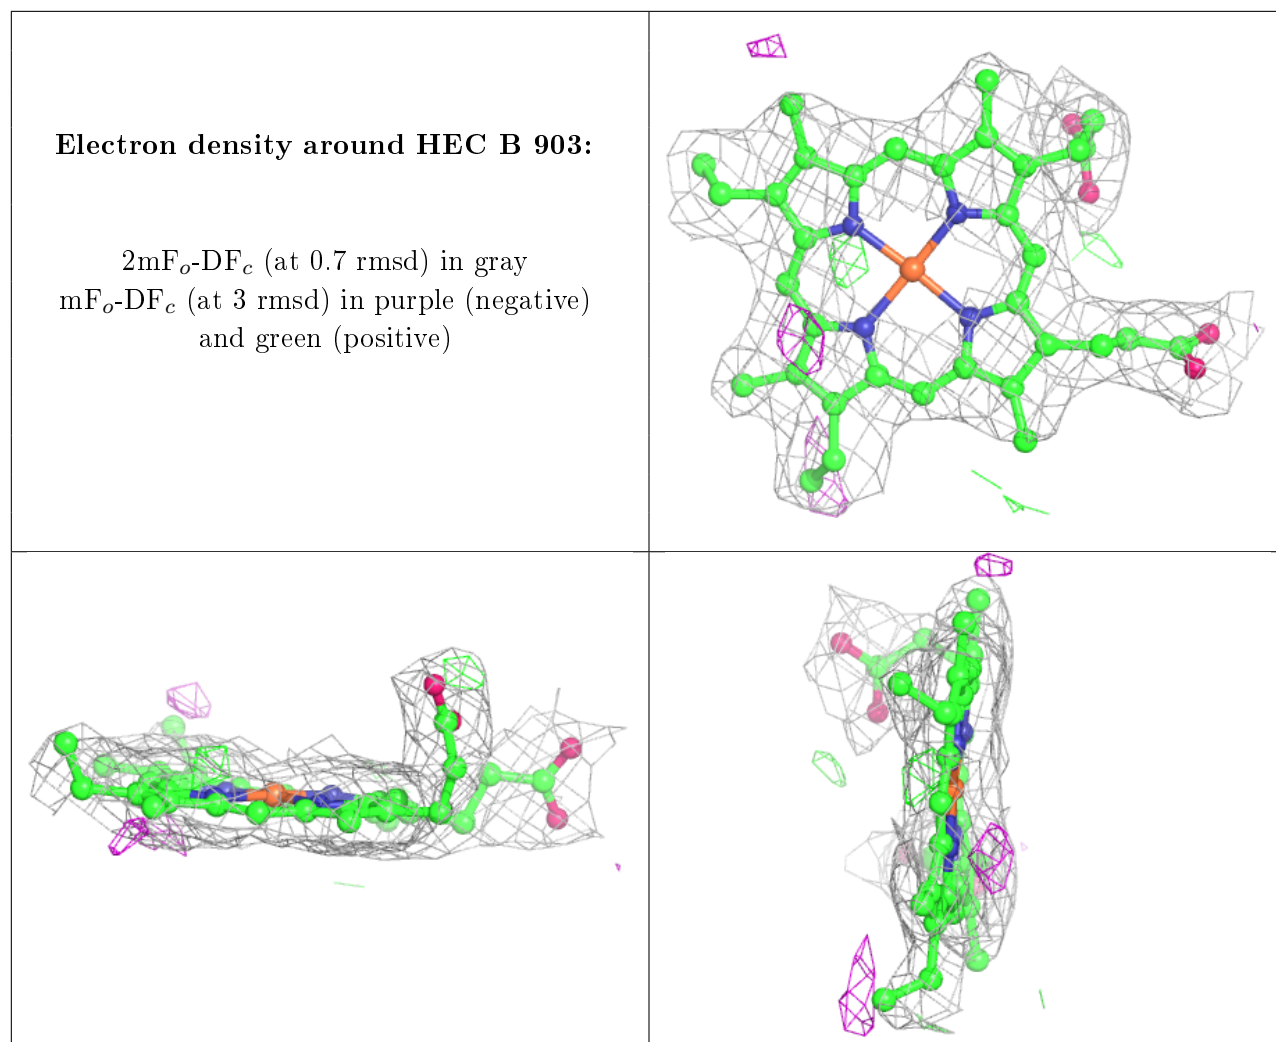 Electron density around HEC B 903:
2mFₒ-DF𝑐 (at 0.7 rmsd) in gray
mFₒ-DF𝑐 (at 3 rmsd) in purple (negative)
and green (positive)